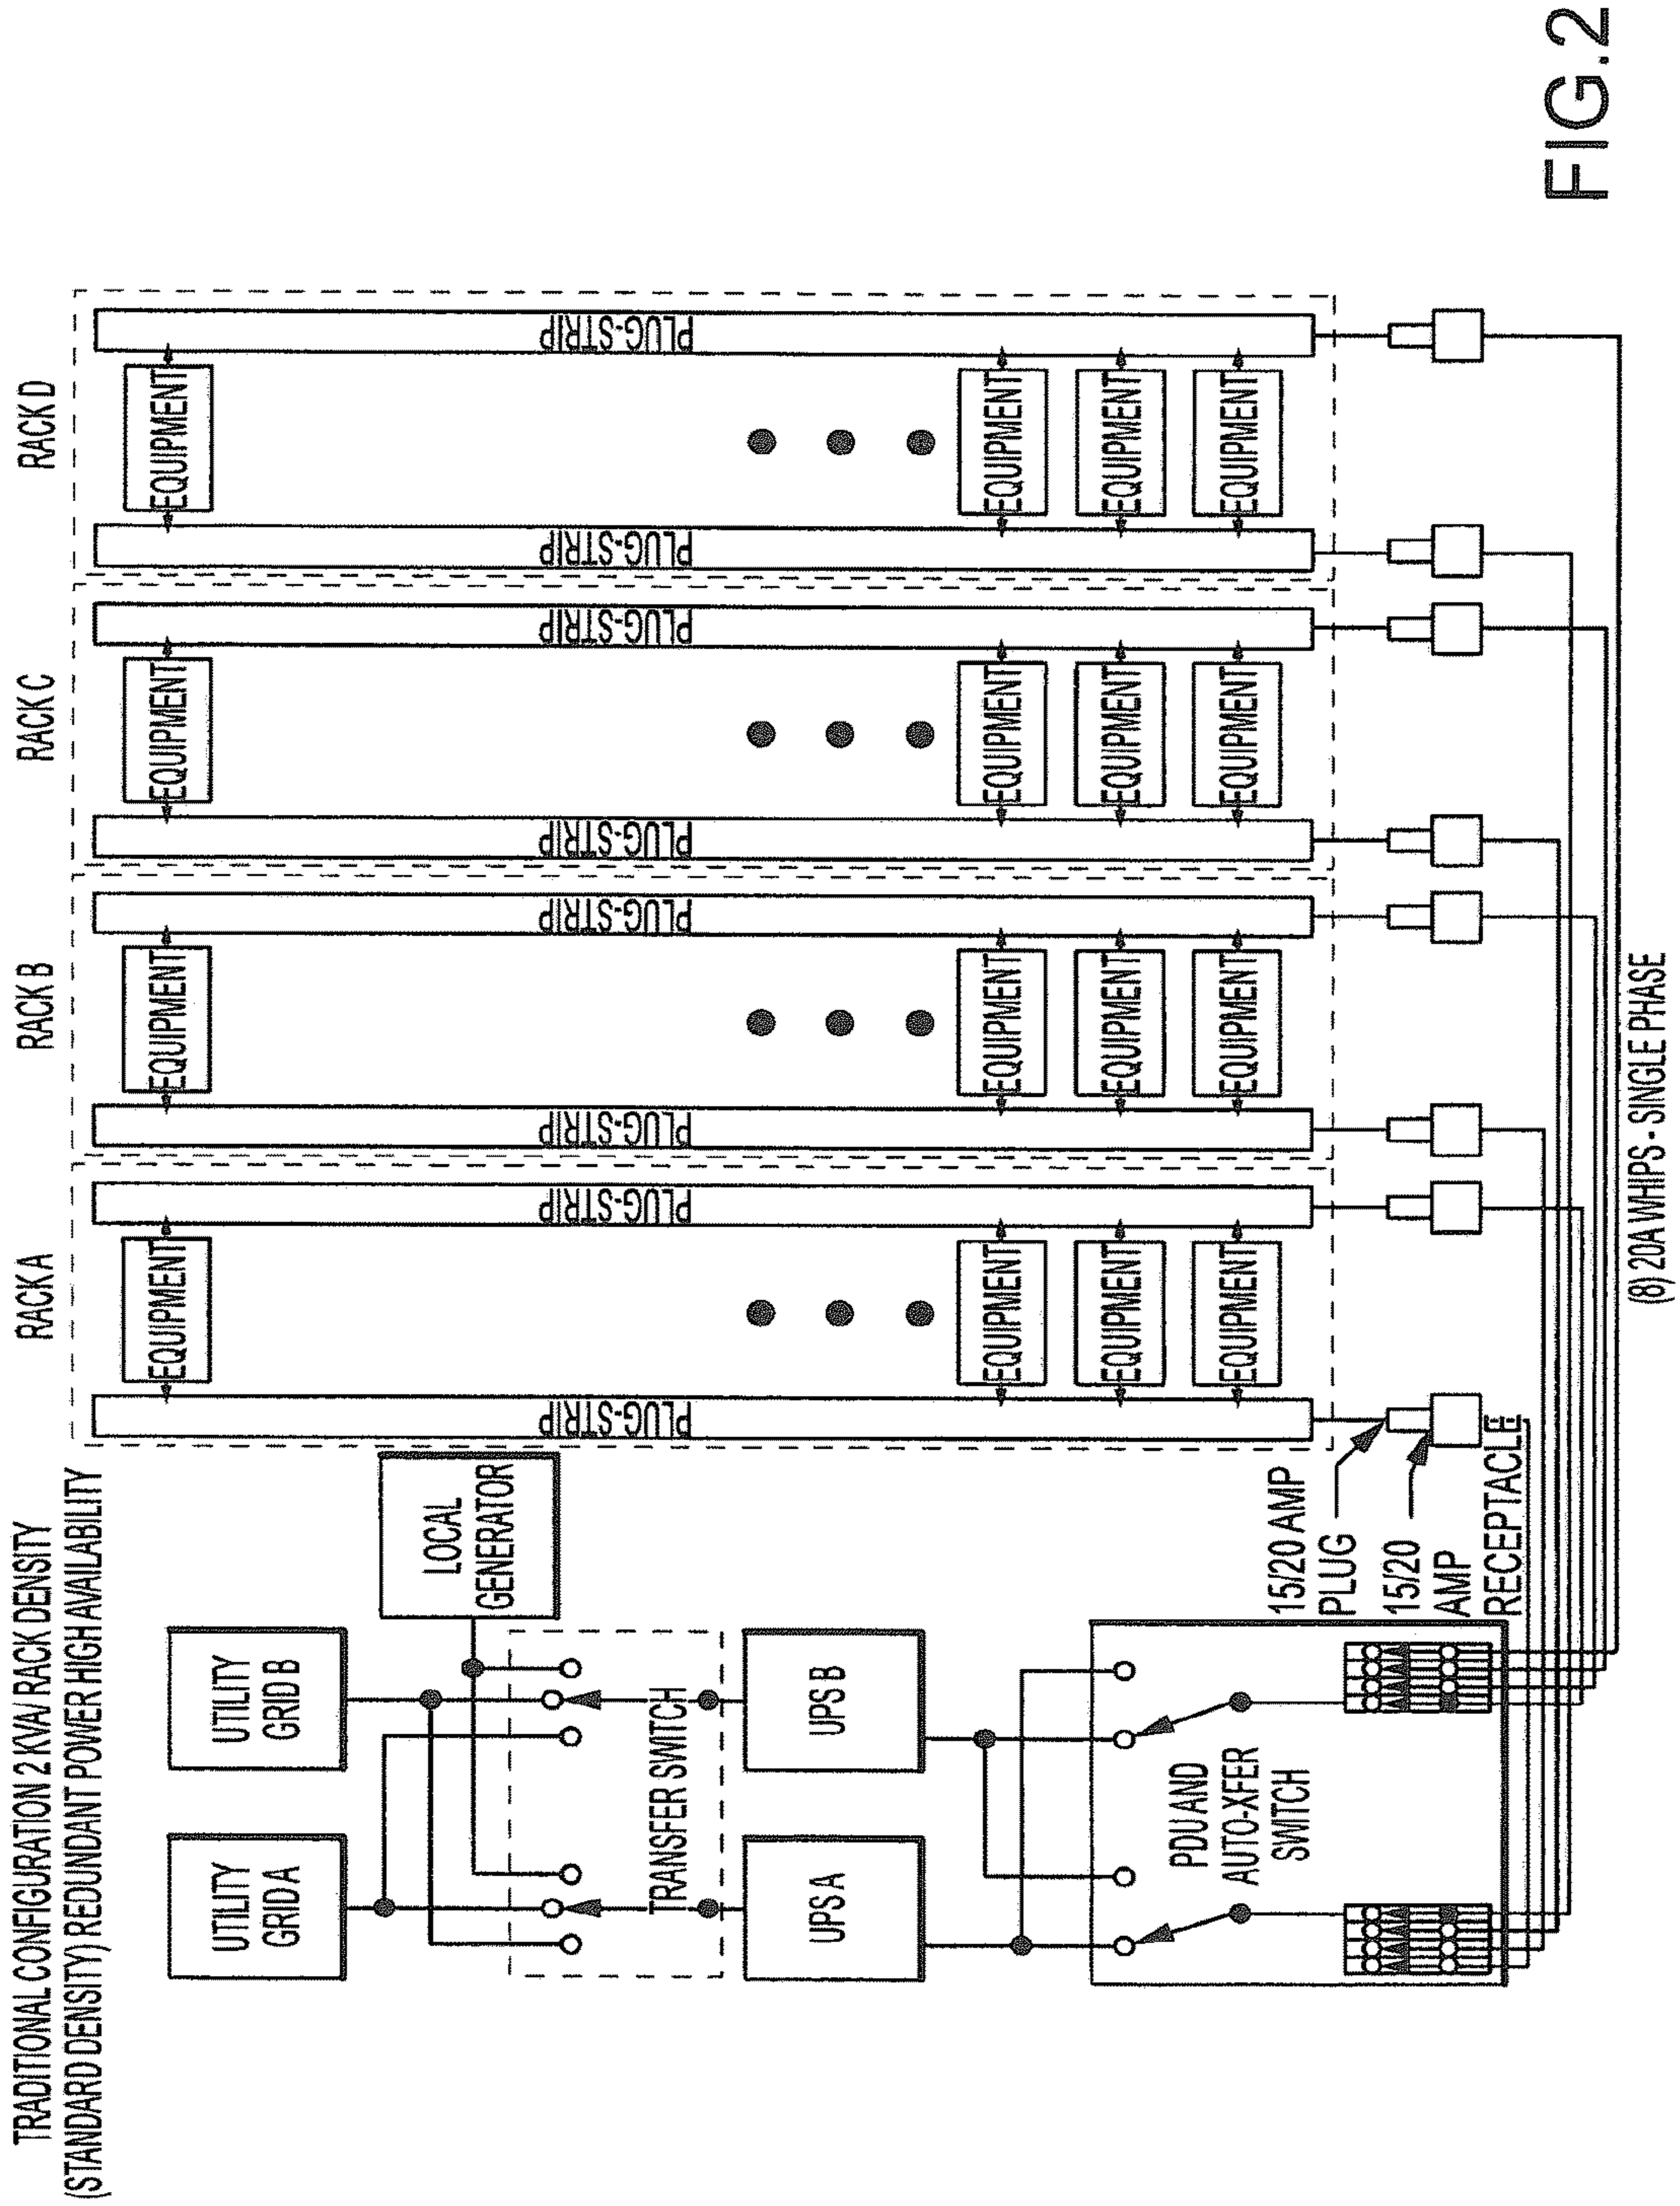 TRADITIONAL CONFIGURATION 2 KVA/ RACK DENSITY
(STANDARD DENSITY) REDUNDANT POWER HIGH AVAILABILITY
UTILITY
GRID A
UTILITY
GRID B
LOCAL
GENERATOR
TRANSFER SWITCH
UPS A
UPS B
PDU AND
AUTO-XFER
SWITCH
15/20 AMP
PLUG
15/20
AMP
RECEPTACLE
RACK A
PLUG-STRIP
EQUIPMENT
EQUIPMENT
EQUIPMENT
EQUIPMENT
PLUG-STRIP
RACK B
PLUG-STRIP
EQUIPMENT
EQUIPMENT
EQUIPMENT
EQUIPMENT
PLUG-STRIP
RACK C
PLUG-STRIP
EQUIPMENT
EQUIPMENT
EQUIPMENT
EQUIPMENT
PLUG-STRIP
RACK D
PLUG-STRIP
EQUIPMENT
EQUIPMENT
EQUIPMENT
EQUIPMENT
PLUG-STRIP
(8) 20A WHIPS - SINGLE PHASE
FIG.2